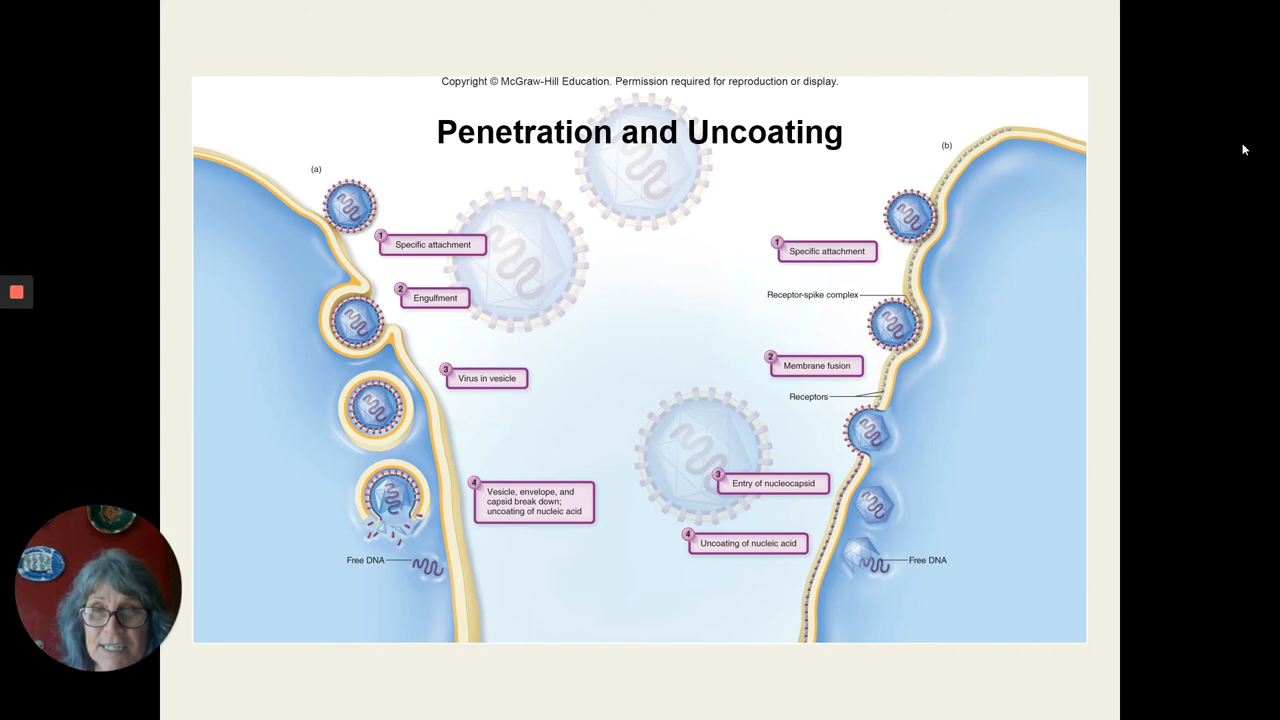 Copyright © McGraw-Hill Education. Permission required for reproduction or display.
Penetration and Uncoating
(a)
1
Specific attachment
2
Engulfment
3
Virus in vesicle
4
Vesicle, envelope, and
capsid break down;
uncoating of nucleic acid
Free DNA
(b)
1
Specific attachment
Receptor-spike complex
2
Membrane fusion
Receptors
3
Entry of nucleocapsid
4
Uncoating of nucleic acid
Free DNA